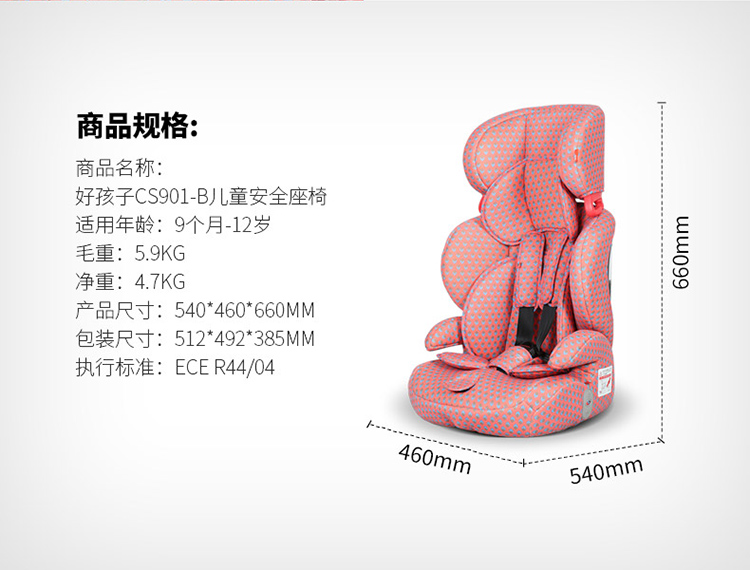 商品规格:
商品名称:
好孩子CS901-B儿童安全座椅
适用年龄: 9个月-12岁
毛重: 5.9KG
净重: 4.7KG
产品尺寸: 540*460*660MM
包装尺寸: 512*492*385MM
执行标准: ECE R44/04
660mm
460mm
540mm